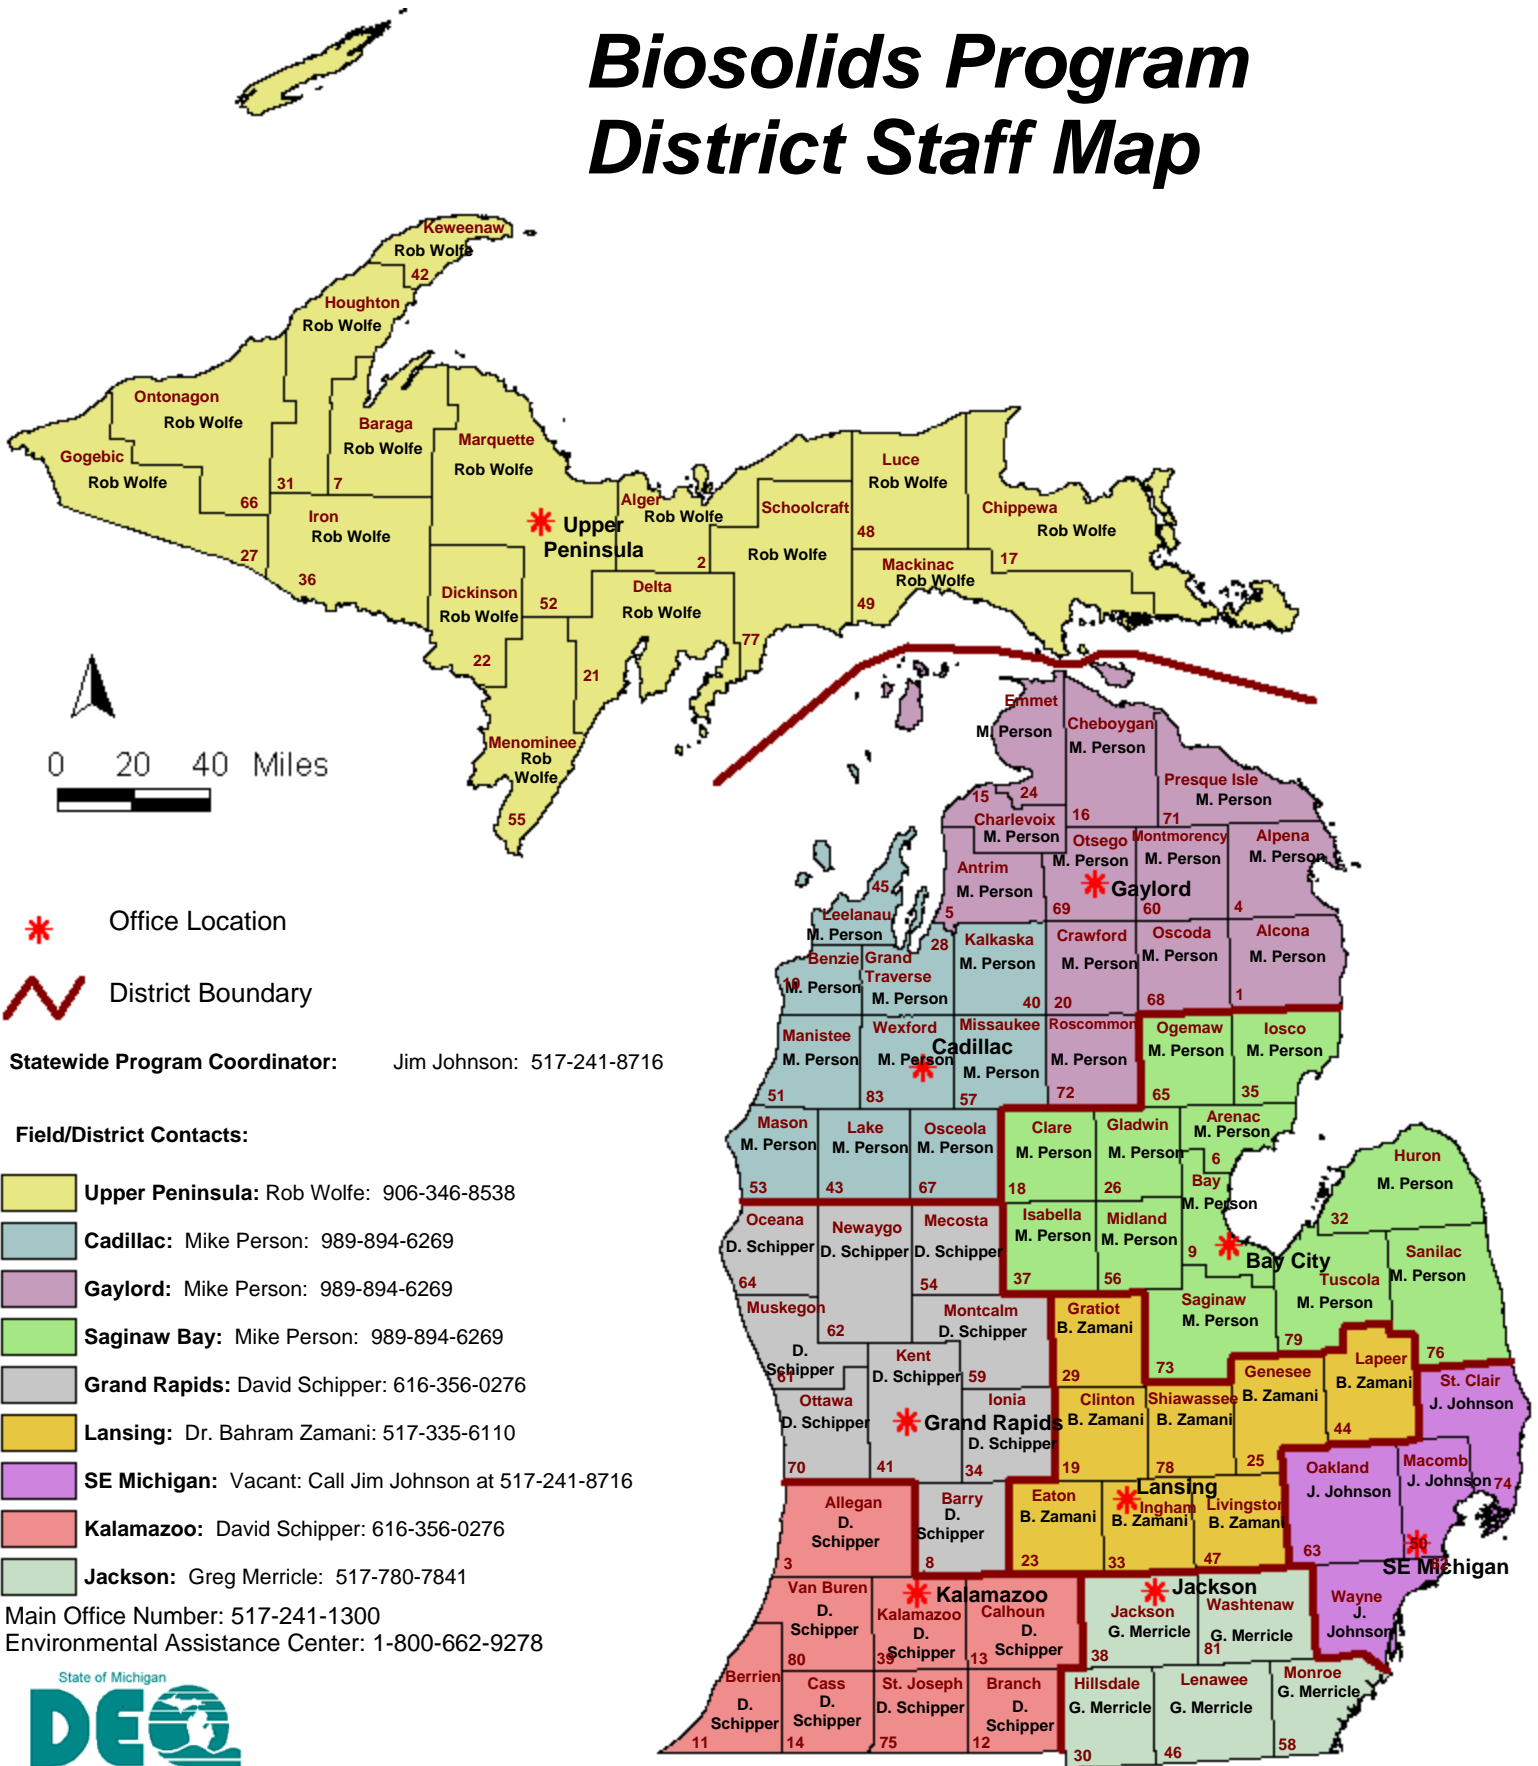 Biosolids Program
District Staff Map
Keweenaw
Rob Wolfe
42
Houghton
Rob Wolfe
Ontonagon
Rob Wolfe
Baraga
Rob Wolfe
Marquette
Rob Wolfe
Gogebic
Rob Wolfe
66
31
7
27
Iron
Rob Wolfe
36
Upper
Peninsula
Alger
Rob Wolfe
2
Schoolcraft
Rob Wolfe
77
Luce
Rob Wolfe
48
Chippewa
Rob Wolfe
17
Mackinac
Rob Wolfe
49
Dickinson
Rob Wolfe
22
52
Delta
Rob Wolfe
21
Menominee
Rob
Wolfe
55
0 20 40 Miles
Office Location
District Boundary
Statewide Program Coordinator: Jim Johnson: 517-241-8716
Field/District Contacts:
Upper Peninsula: Rob Wolfe: 906-346-8538
Cadillac: Mike Person: 989-894-6269
Gaylord: Mike Person: 989-894-6269
Saginaw Bay: Mike Person: 989-894-6269
Grand Rapids: David Schipper: 616-356-0276
Lansing: Dr. Bahram Zamani: 517-335-6110
SE Michigan: Vacant: Call Jim Johnson at 517-241-8716
Kalamazoo: David Schipper: 616-356-0276
Jackson: Greg Merricle: 517-780-7841
Main Office Number: 517-241-1300
Environmental Assistance Center: 1-800-662-9278
State of Michigan
DEQ
Emmet
M. Person
24
Cheboygan
M. Person
16
Presque Isle
M. Person
71
15
Charlevoix
M. Person
Antrim
M. Person
5
Otsego
M. Person
69
Gaylord
Montmorency
M. Person
60
Alpena
M. Person
4
45
Leelanau
M. Person
Benzie
10
M. Person
28
Grand
Traverse
M. Person
Kalkaska
M. Person
40
Crawford
M. Person
20
Oscoda
M. Person
68
Alcona
M. Person
1
Manistee
M. Person
51
Wexford
M. Person
83
Cadillac
Missaukee
M. Person
57
Roscommon
M. Person
72
Ogemaw
M. Person
65
Iosco
M. Person
35
Mason
M. Person
53
Lake
M. Person
43
Osceola
M. Person
67
Clare
M. Person
18
Gladwin
M. Person
26
Arenac
M. Person
6
Bay
M. Person
9
Bay City
Huron
M. Person
32
Oceana
D. Schipper
64
Newaygo
D. Schipper
62
Mecosta
D. Schipper
54
Isabella
M. Person
37
Midland
M. Person
56
Saginaw
M. Person
73
Tuscola
M. Person
79
Sanilac
M. Person
76
Muskegon
D.
Schipper
61
Montcalm
D. Schipper
59
Gratiot
B. Zamani
29
Kent
D. Schipper
41
Grand Rapids
Ottawa
D. Schipper
70
Ionia
D. Schipper
34
Clinton
B. Zamani
19
Shiawassee
B. Zamani
78
Genesee
B. Zamani
25
Lapeer
B. Zamani
44
St. Clair
J. Johnson
74
Allegan
D.
Schipper
3
Barry
D.
Schipper
8
Eaton
B. Zamani
23
Lansing
Ingham
B. Zamani
33
Livingston
B. Zamani
47
Oakland
J. Johnson
63
Macomb
J. Johnson
50
SE Michigan
82
Wayne
J.
Johnson
Van Buren
D.
Schipper
80
Kalamazoo
Kalamazoo
D.
Schipper
39
Calhoun
D.
Schipper
13
Jackson
Jackson
G. Merricle
38
Washtenaw
G. Merricle
81
Berrien
D.
Schipper
11
Cass
D.
Schipper
14
St. Joseph
D. Schipper
75
Branch
D.
Schipper
12
Hillsdale
G. Merricle
30
Lenawee
G. Merricle
46
Monroe
G. Merricle
58